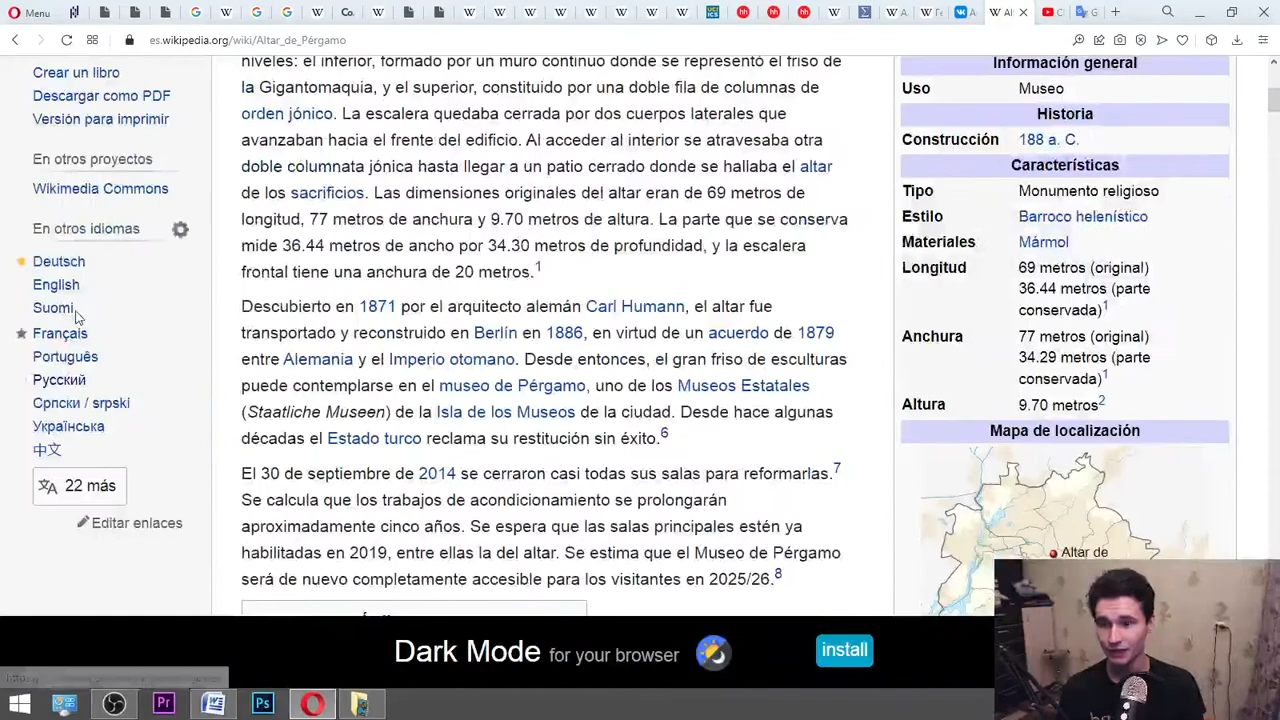 Menu
es.wikipedia.org/wiki/Altar_de_Pérgamo
Crear un libro
Descargar como PDF
Versión para imprimir
En otros proyectos
Wikimedia Commons
En otros idiomas
Deutsch
English
Suomi
Français
Português
Русский
Српски / srpski
Українська
中文
22 más
Editar enlaces
niveles: el inferior, formado por un muro continuo donde se representó el friso de
la Gigantomaquia, y el superior, constituido por una doble fila de columnas de
orden jónico. La escalera quedaba cerrada por dos cuerpos laterales que
avanzaban hacia el frente del edificio. Al acceder al interior se atravesaba otra
doble columnata jónica hasta llegar a un patio cerrado donde se hallaba el altar
de los sacrificios. Las dimensiones originales del altar eran de 69 metros de
longitud, 77 metros de anchura y 9.70 metros de altura. La parte que se conserva
mide 36.44 metros de ancho por 34.30 metros de profundidad, y la escalera
frontal tiene una anchura de 20 metros.1
Descubierto en 1871 por el arquitecto alemán Carl Humann, el altar fue
transportado y reconstruido en Berlín en 1886, en virtud de un acuerdo de 1879
entre Alemania y el Imperio otomano. Desde entonces, el gran friso de esculturas
puede contemplarse en el museo de Pérgamo, uno de los Museos Estatales
(Staatliche Museen) de la Isla de los Museos de la ciudad. Desde hace algunas
décadas el Estado turco reclama su restitución sin éxito.6
El 30 de septiembre de 2014 se cerraron casi todas sus salas para reformarlas.7
Se calcula que los trabajos de acondicionamiento se prolongarán
aproximadamente cinco años. Se espera que las salas principales estén ya
habilitadas en 2019, entre ellas la del altar. Se estima que el Museo de Pérgamo
será de nuevo completamente accesible para los visitantes en 2025/26.8
Información general
Uso Museo
Historia
Construcción 188 a. C.
Características
Tipo Monumento religioso
Estilo Barroco helenístico
Materiales Mármol
Longitud 69 metros (original)
36.44 metros (parte
conservada)1
Anchura 77 metros (original)
34.29 metros (parte
conservada)1
Altura 9.70 metros2
Mapa de localización
Altar de
Dark Mode for your browser
install